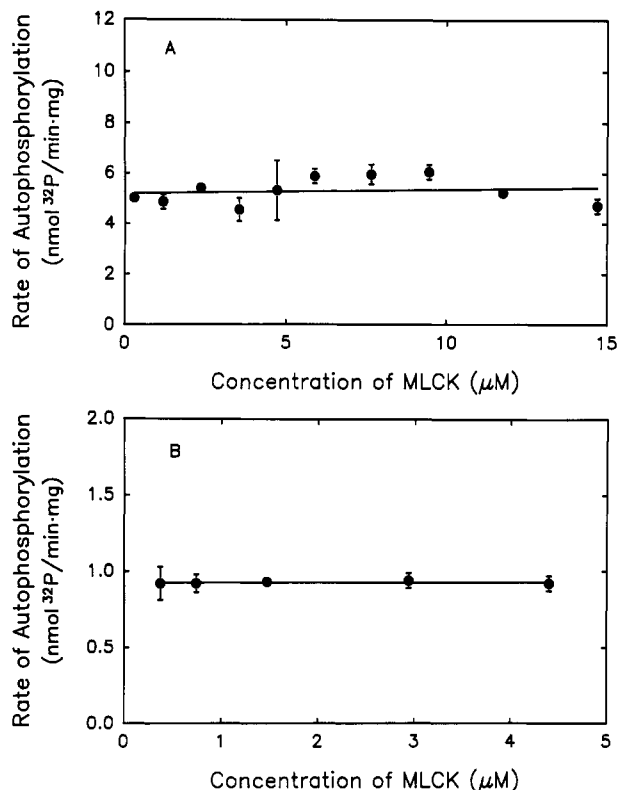 A
Rate of Autophosphorylation
(nmol ³²P/min·mg)
12
10
8
6
4
2
0
0 5 10 15
Concentration of MLCK (μM)
B
Rate of Autophosphorylation
(nmol ³²P/min·mg)
2.0
1.5
1.0
0.5
0.0
0 1 2 3 4 5
Concentration of MLCK (μM)